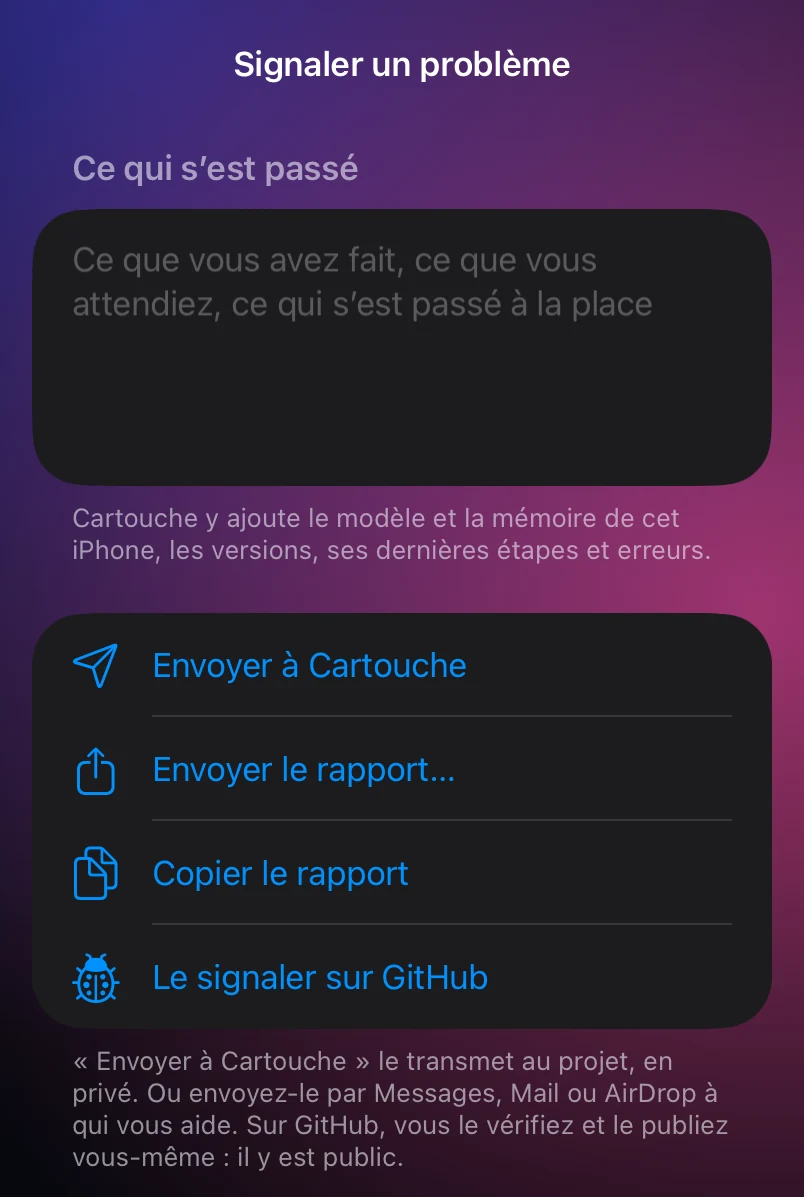 Signaler un problème
Ce qui s’est passé
Ce que vous avez fait, ce que vous
attendiez, ce qui s’est passé à la place
Cartouche y ajoute le modèle et la mémoire de cet
iPhone, les versions, ses dernières étapes et erreurs.
Envoyer à Cartouche
Envoyer le rapport…
Copier le rapport
Le signaler sur GitHub
« Envoyer à Cartouche » le transmet au projet, en
privé. Ou envoyez-le par Messages, Mail ou AirDrop à
qui vous aide. Sur GitHub, vous le vérifiez et le publiez
vous-même : il y est public.